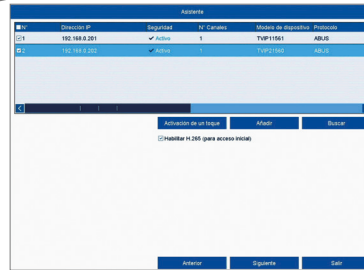 Asistente
N° Dirección IP Seguridad N° Canales Modelo de dispositivo Protocolo
1 192.168.0.201 Activo 1 TVIP11561 ABUS
2 192.168.0.202 Activo 1 TVIP21560 ABUS
Activación de un toque Añadir Buscar
Habilitar H.265 (para acceso inicial)
Anterior Siguiente Salir